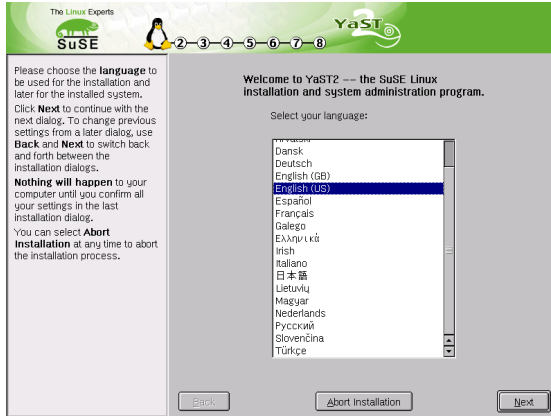 The Linux Experts
SuSE
2 3 4 5 6 7 8
YaST
2
Please choose the language to
be used for the installation and
later for the installed system.
Click Next to continue with the
next dialog. To change previous
settings from a later dialog, use
Back and Next to switch back
and forth between the
installation dialogs.
Nothing will happen to your
computer until you confirm all
your settings in the last
installation dialog.
You can select Abort
Installation at any time to abort
the installation process.
Welcome to YaST2 -- the SuSE Linux
installation and system administration program.
Select your language:
Hrvatski
Dansk
Deutsch
English (GB)
English (US)
Español
Français
Galego
Ελληνικά
Irish
Italiano
日本語
Lietuvių
Magyar
Nederlands
Русский
Slovenčina
Türkçe
Back
Abort Installation
Next